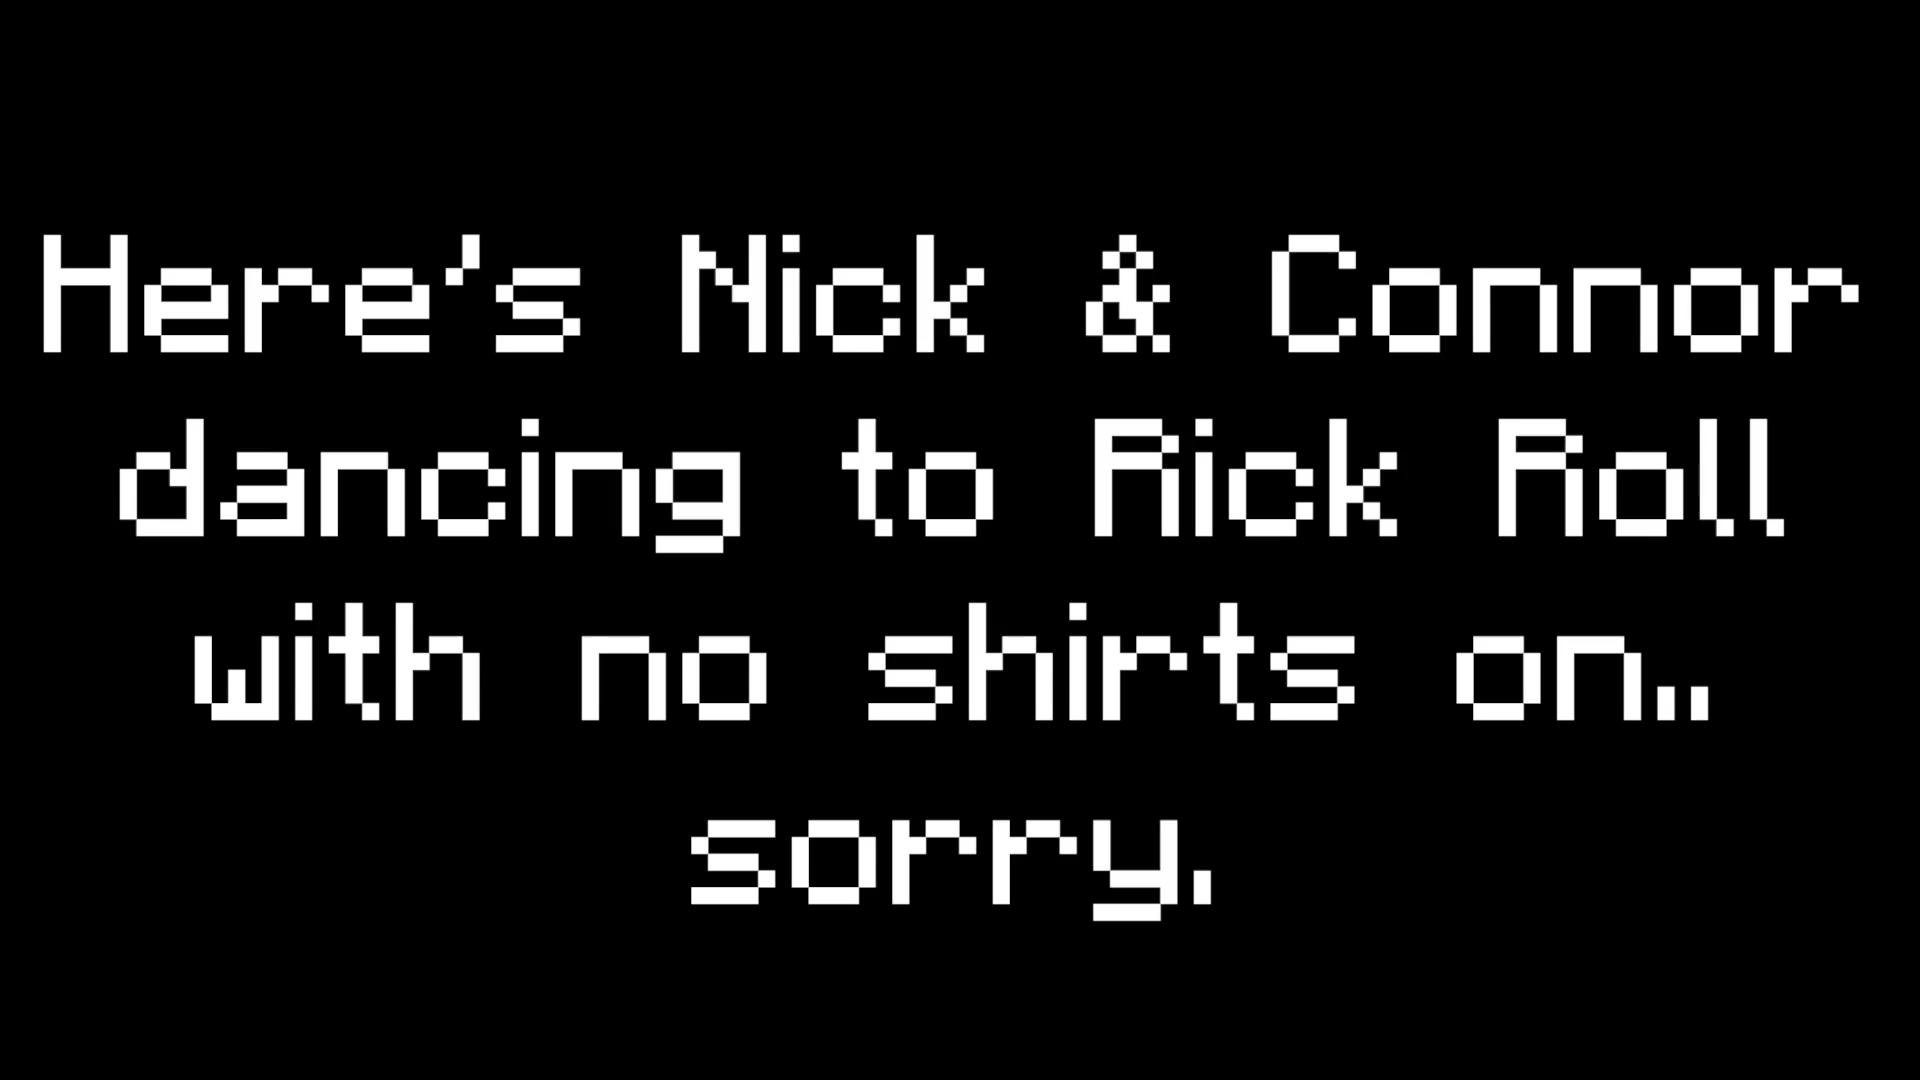 Here's Nick & Connor
dancing to Rick Roll
with no shirts on..
sorry.